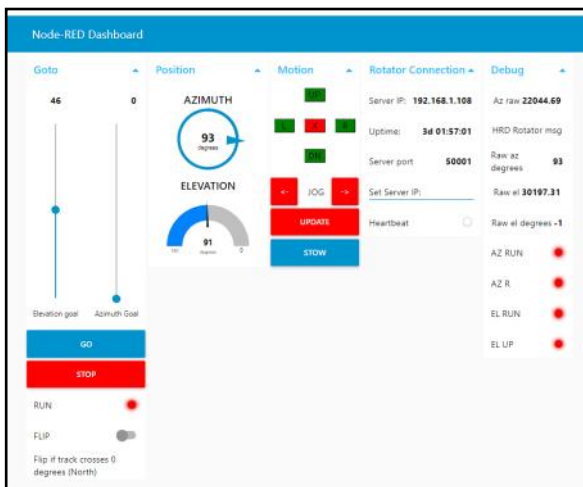 Node-RED Dashboard
Goto
46 0
Elevation goal Azimuth Goal
GO
STOP
RUN
FLIP
Flip if track crosses 0
degrees (North)
Position
AZIMUTH
93
degrees
ELEVATION
91
degrees
0
Motion
UP
L X R
DN
<- JOG ->
UPDATE
STOW
Rotator Connection
Server IP: 192.168.1.108
Uptime: 3d 01:57:01
Server port 50001
Set Server IP:
Heartbeat
Debug
Az raw 22044.69
HRD Rotator msg
Raw az
degrees 93
Raw el 30197.31
Raw el degrees -1
AZ RUN
AZ R
EL RUN
EL UP